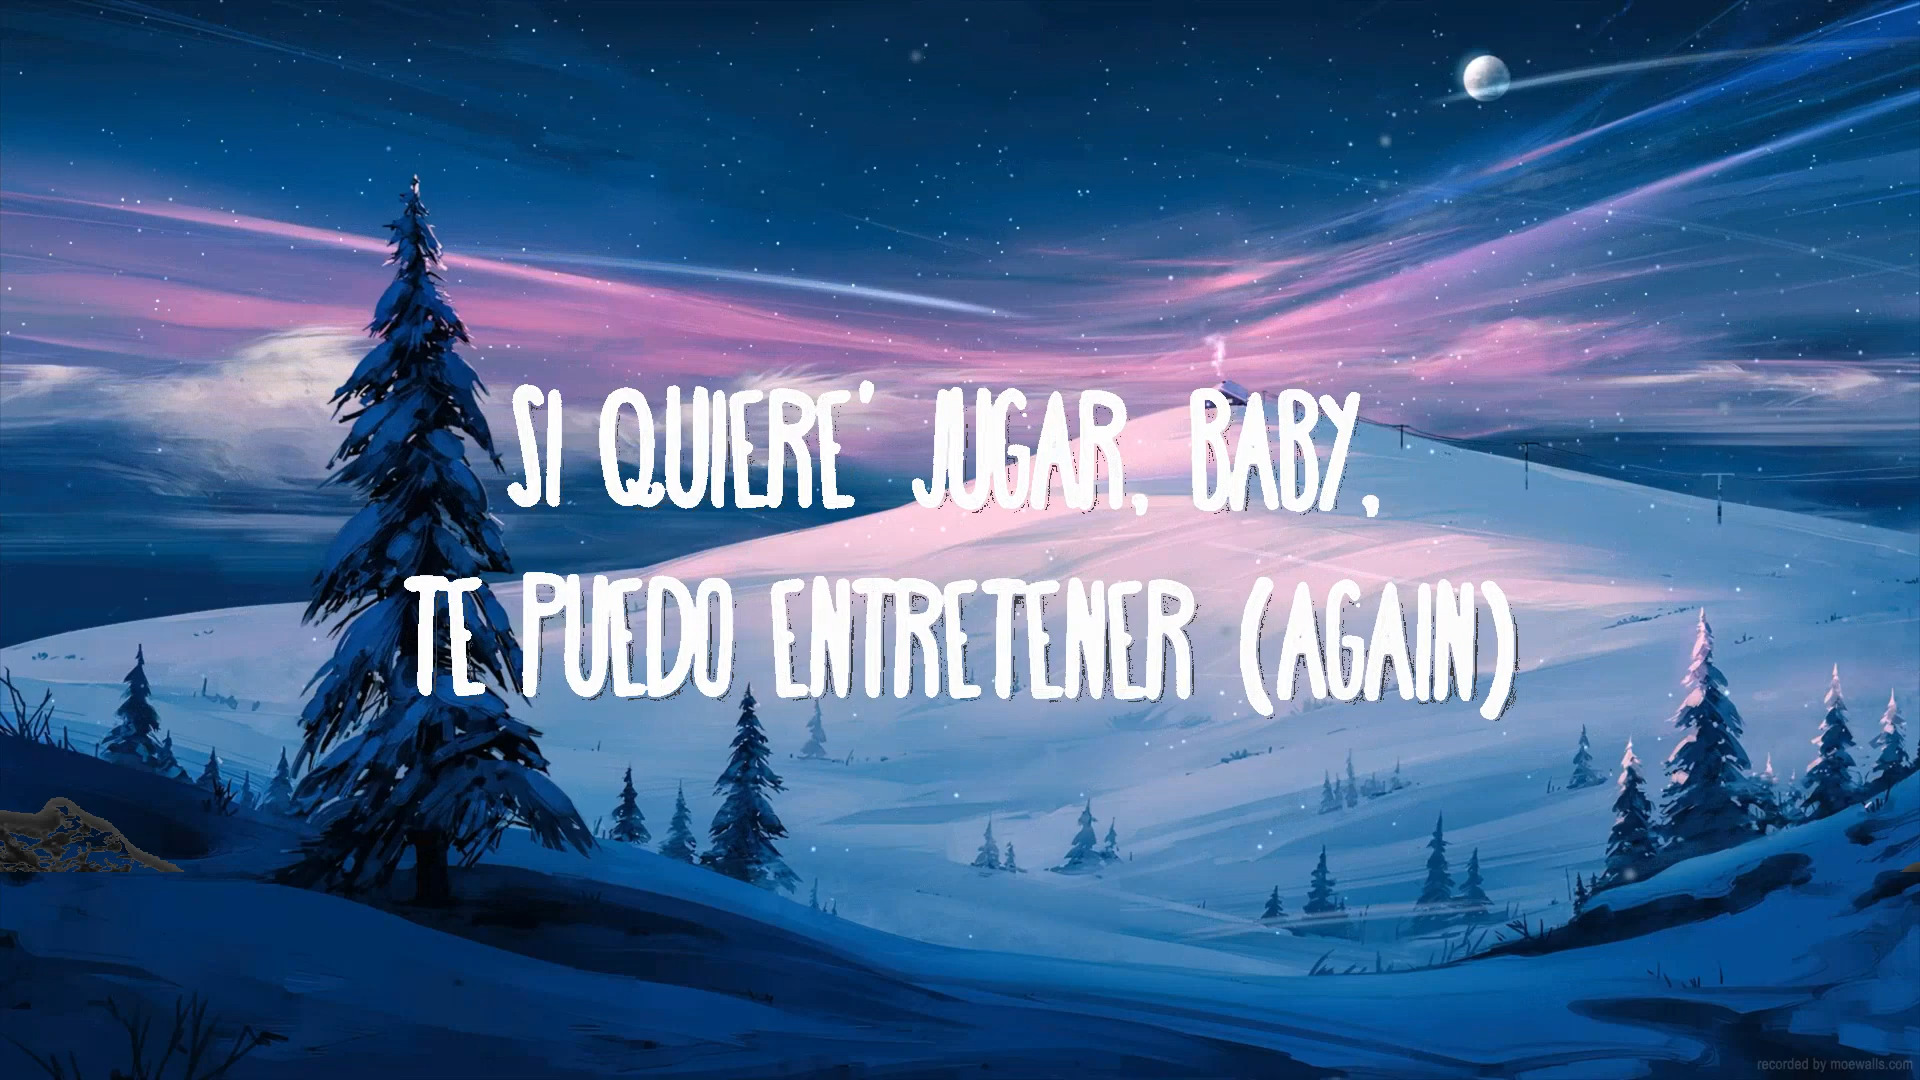 SI QUIERE' JUGAR, BABY,
TE PUEDO ENTRETENER (AGAIN)
recorded by moewalls.com